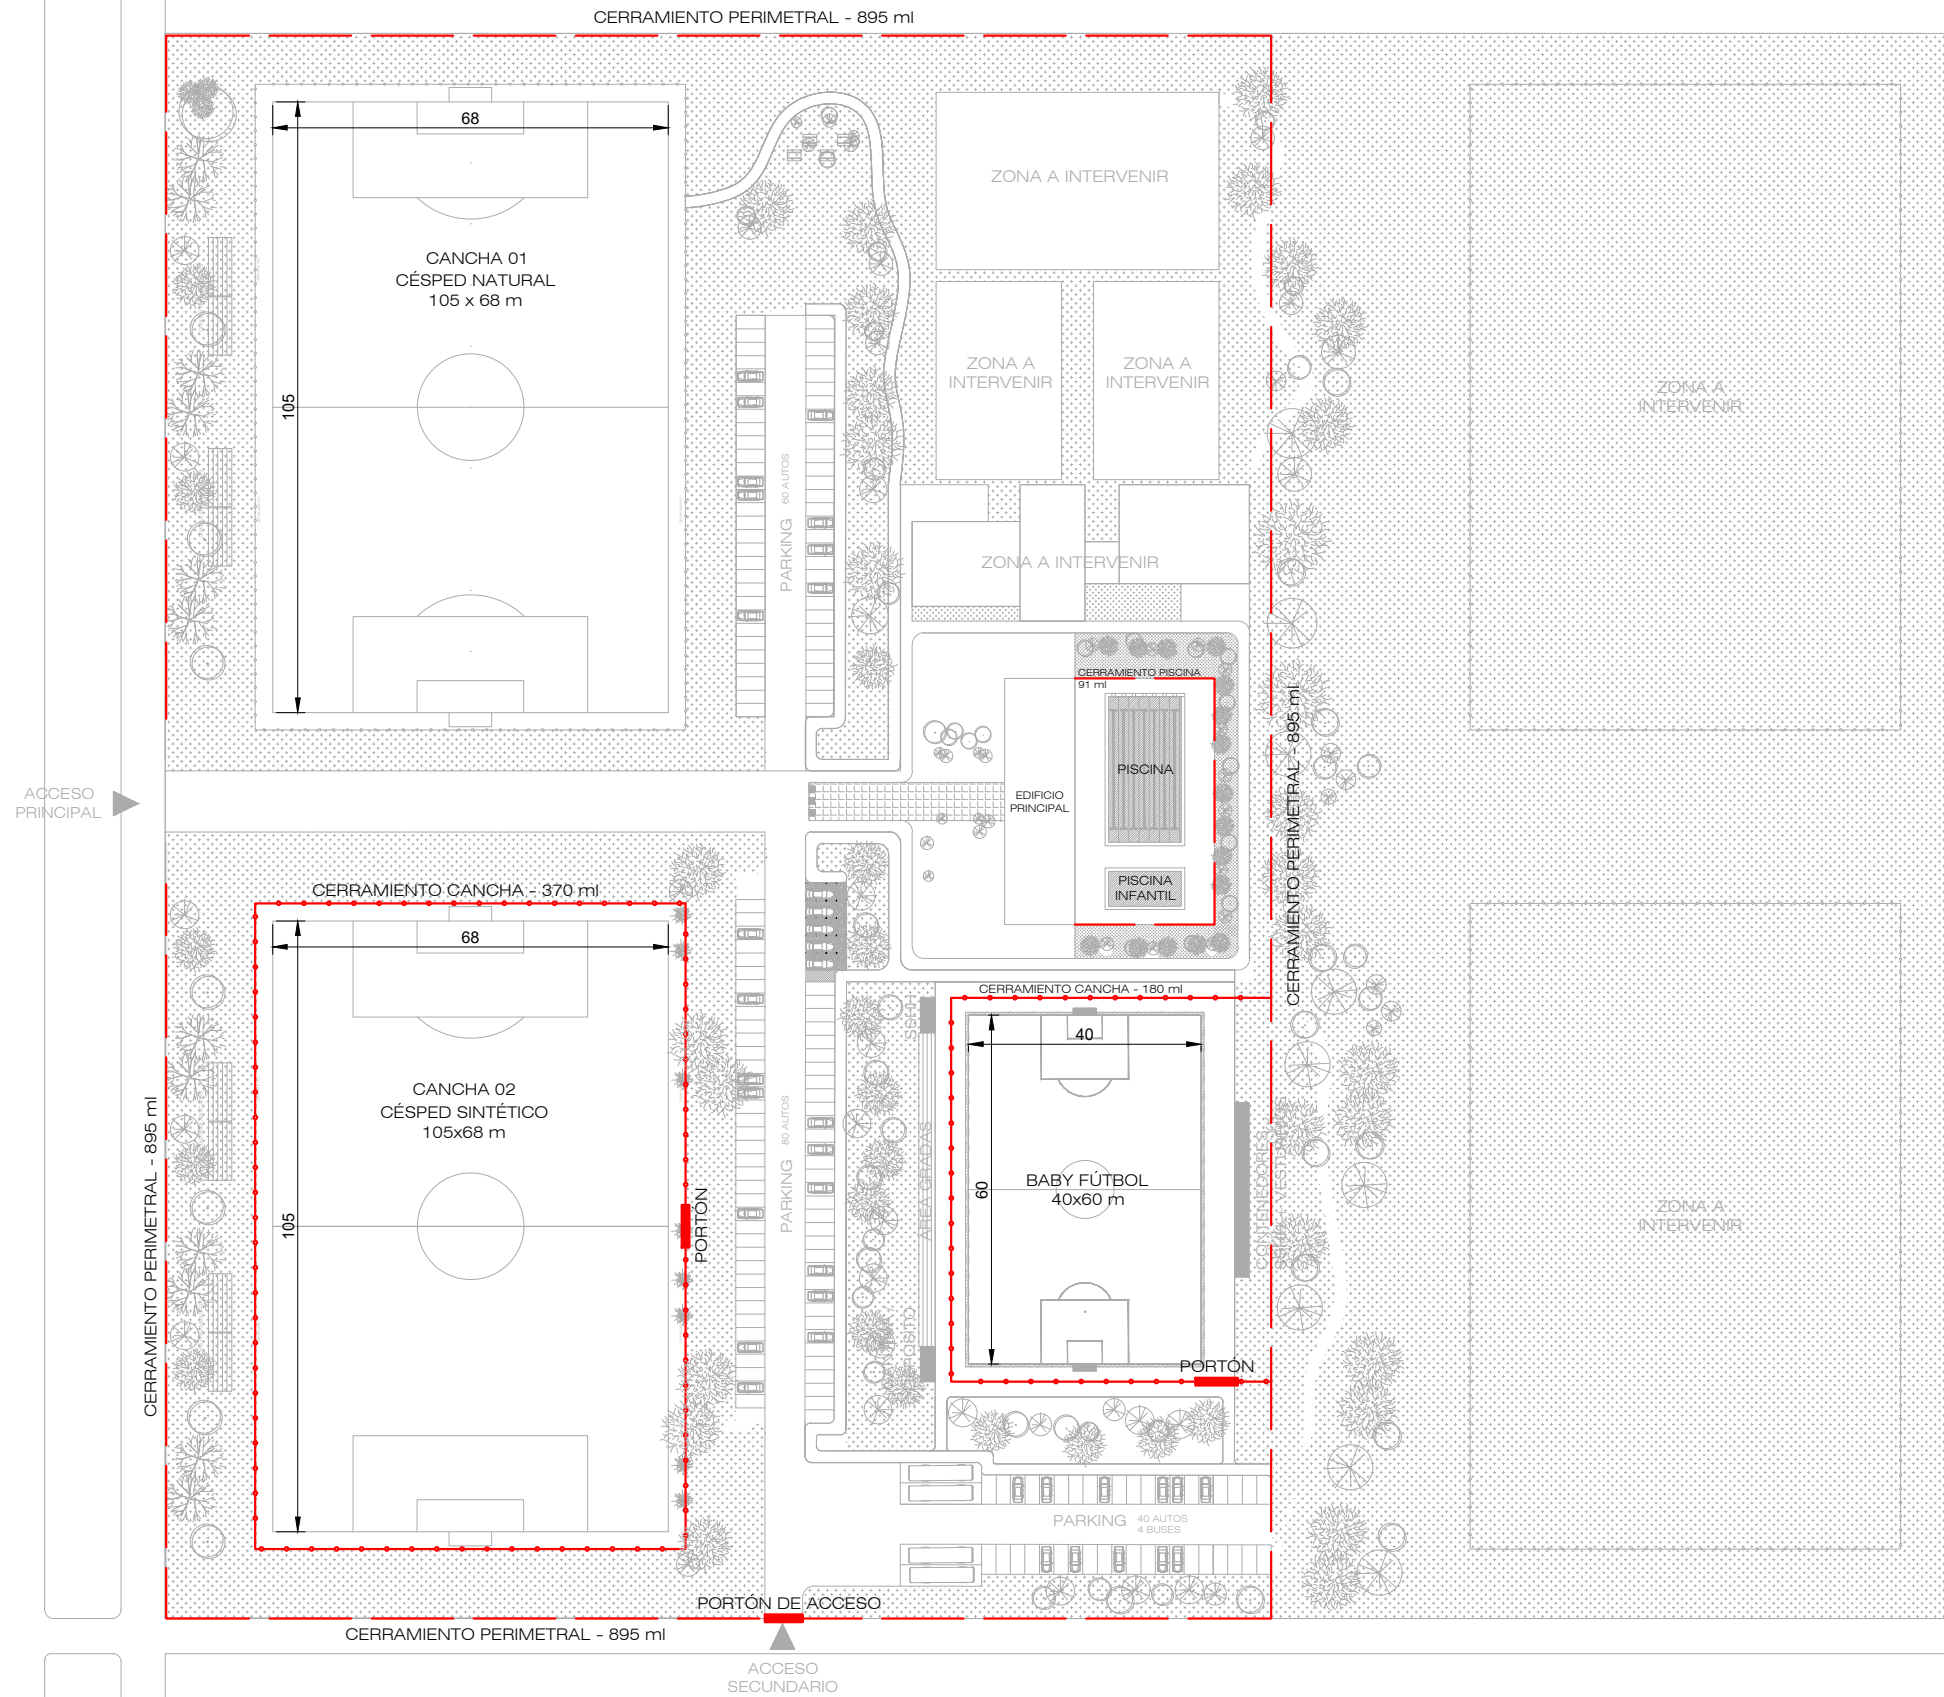 CERRAMIENTO PERIMETRAL - 895 ml
68
CANCHA 01
CÉSPED NATURAL
105 x 68 m
105
ZONA A INTERVENIR
ZONA A
INTERVENIR
ZONA A
INTERVENIR
ZONA A
INTERVENIR
PARKING 60 AUTOS
ZONA A INTERVENIR
CERRAMIENTO PISCINA
91 ml
CERRAMIENTO PERIMETRAL - 895 ml
PISCINA
EDIFICIO
PRINCIPAL
PISCINA
INFANTIL
ACCESO
PRINCIPAL
CERRAMIENTO CANCHA - 370 ml
68
CANCHA 02
CÉSPED SINTÉTICO
105x68 m
105
PORTÓN
CERRAMIENTO PERIMETRAL - 895 ml
PARKING 80 AUTOS
CERRAMIENTO CANCHA - 180 ml
SSHH
40
AREA GRADAS
BABY FÚTBOL
40x60 m
60
CONTENEDORES
PORTÓN
ZONA A
INTERVENIR
PARKING 40 AUTOS
4 BUSES
PORTÓN DE ACCESO
CERRAMIENTO PERIMETRAL - 895 ml
ACCESO
SECUNDARIO